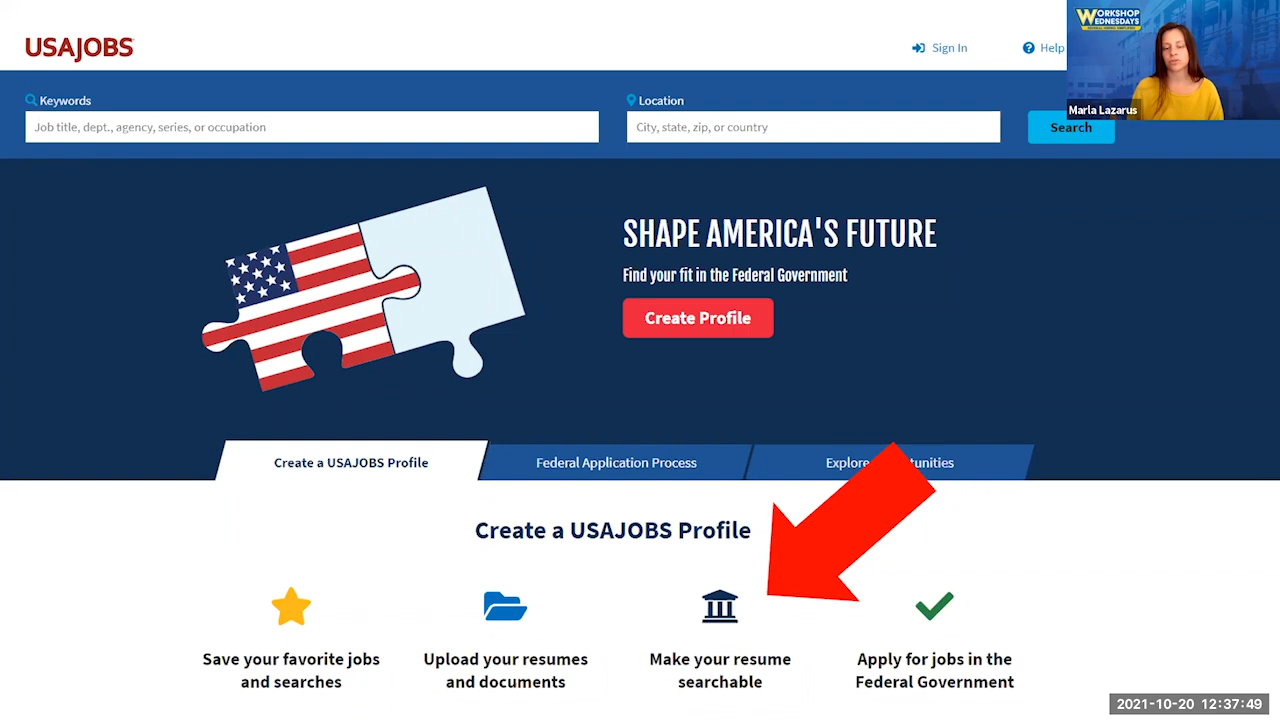 WORKSHOP
WEDNESDAYS
USAJOBS
Sign In
Help
Marla Lazarus
Keywords
Location
Job title, dept., agency, series, or occupation
City, state, zip, or country
Search
SHAPE AMERICA'S FUTURE
Find your fit in the Federal Government
Create Profile
Create a USAJOBS Profile
Federal Application Process
Explore
Create a USAJOBS Profile
Save your favorite jobs
and searches
Upload your resumes
and documents
Make your resume
searchable
Apply for jobs in the
Federal Government
2021-10-20 12:37:49